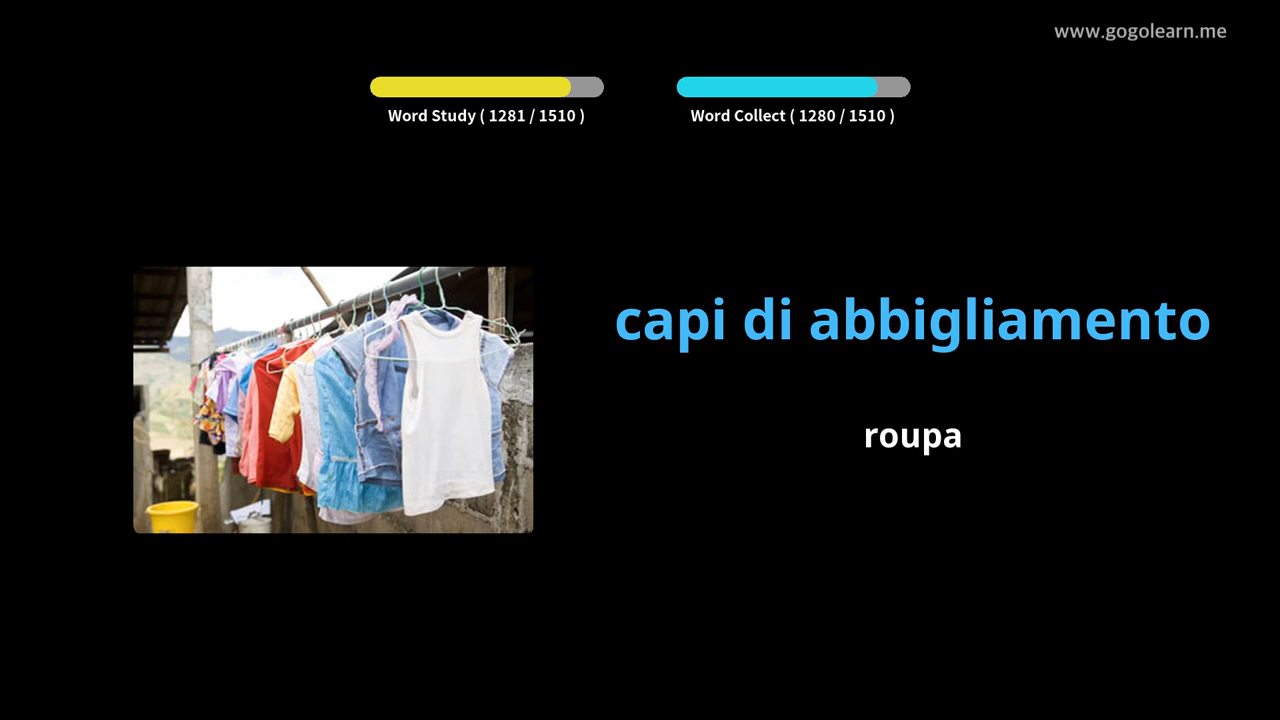 www.gogolearn.me
Word Study ( 1281 / 1510 )
Word Collect ( 1280 / 1510 )
capi di abbigliamento
roupa